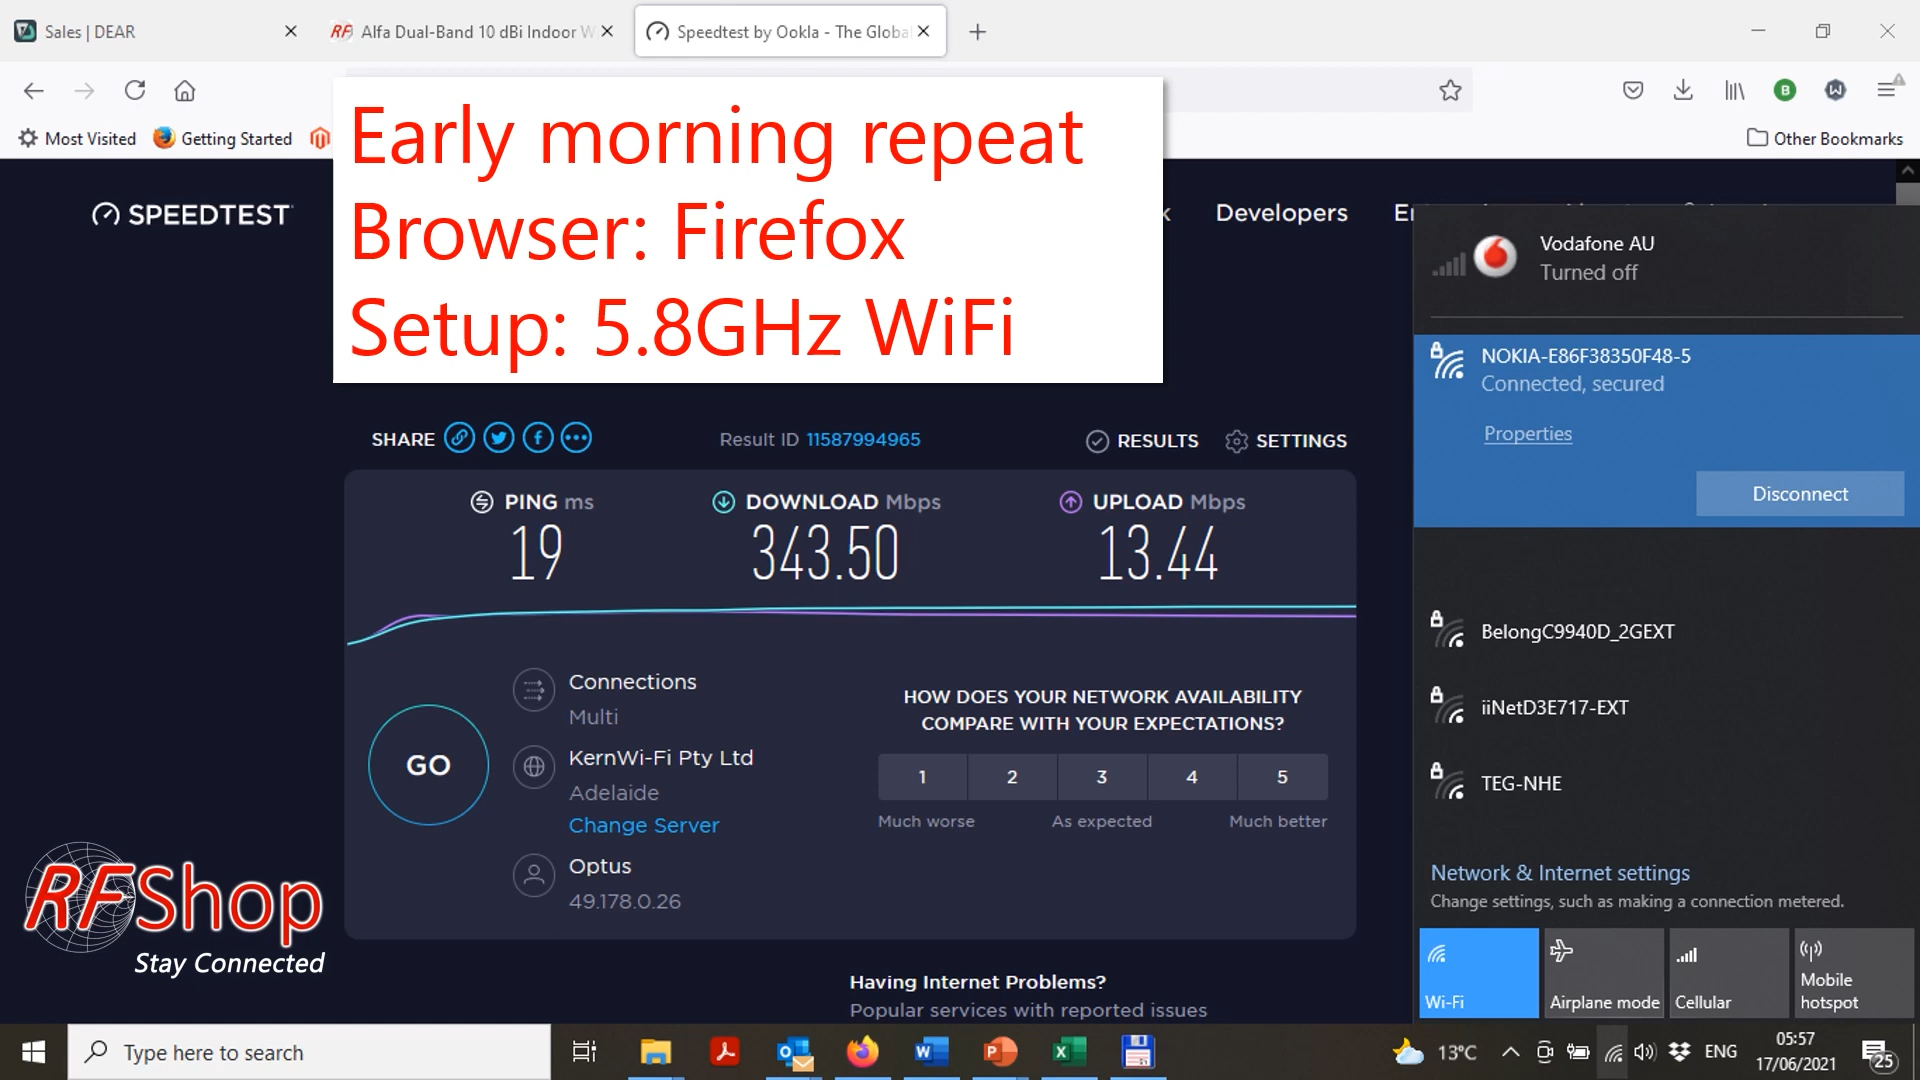 Sales | DEAR
RF Alfa Dual-Band 10 dBi Indoor W
Speedtest by Ookla - The Globa
B
W
Most Visited
Getting Started
Other Bookmarks
Early morning repeat
Browser: Firefox
Setup: 5.8GHz WiFi
SPEEDTEST
Developers
Vodafone AU
Turned off
NOKIA-E86F38350F48-5
Connected, secured
Properties
Disconnect
SHARE
Result ID 11587994965
RESULTS
SETTINGS
PING ms
19
DOWNLOAD Mbps
343.50
UPLOAD Mbps
13.44
GO
Connections
Multi
KernWi-Fi Pty Ltd
Adelaide
Change Server
Optus
49.178.0.26
HOW DOES YOUR NETWORK AVAILABILITY
COMPARE WITH YOUR EXPECTATIONS?
1 2 3 4 5
Much worse As expected Much better
BelongC9940D_2GEXT
iiNetD3E717-EXT
TEG-NHE
Network & Internet settings
Change settings, such as making a connection metered.
Wi-Fi
Airplane mode
Cellular
Mobile
hotspot
RFShop
Stay Connected
Having Internet Problems?
Popular services with reported issues
Type here to search
13°C
ENG
05:57
17/06/2021
25